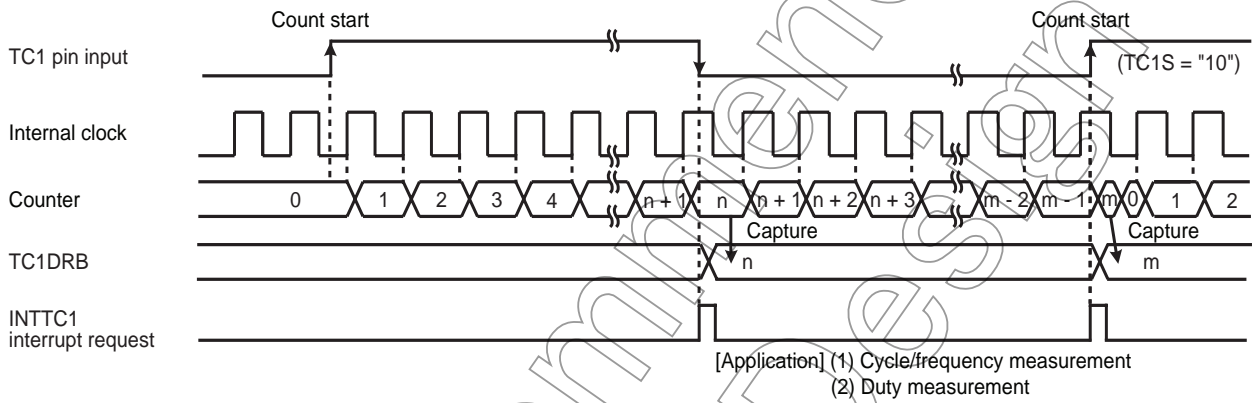 Count start Count start
TC1 pin input (TC1S = "10")
Internal clock
Counter 0 1 2 3 4 n + 1 n n + 1 n + 2 n + 3 m - 2 m - 1 m 0 1 2
Capture Capture
TC1DRB n m
INTTC1
interrupt request
[Application] (1) Cycle/frequency measurement
(2) Duty measurement